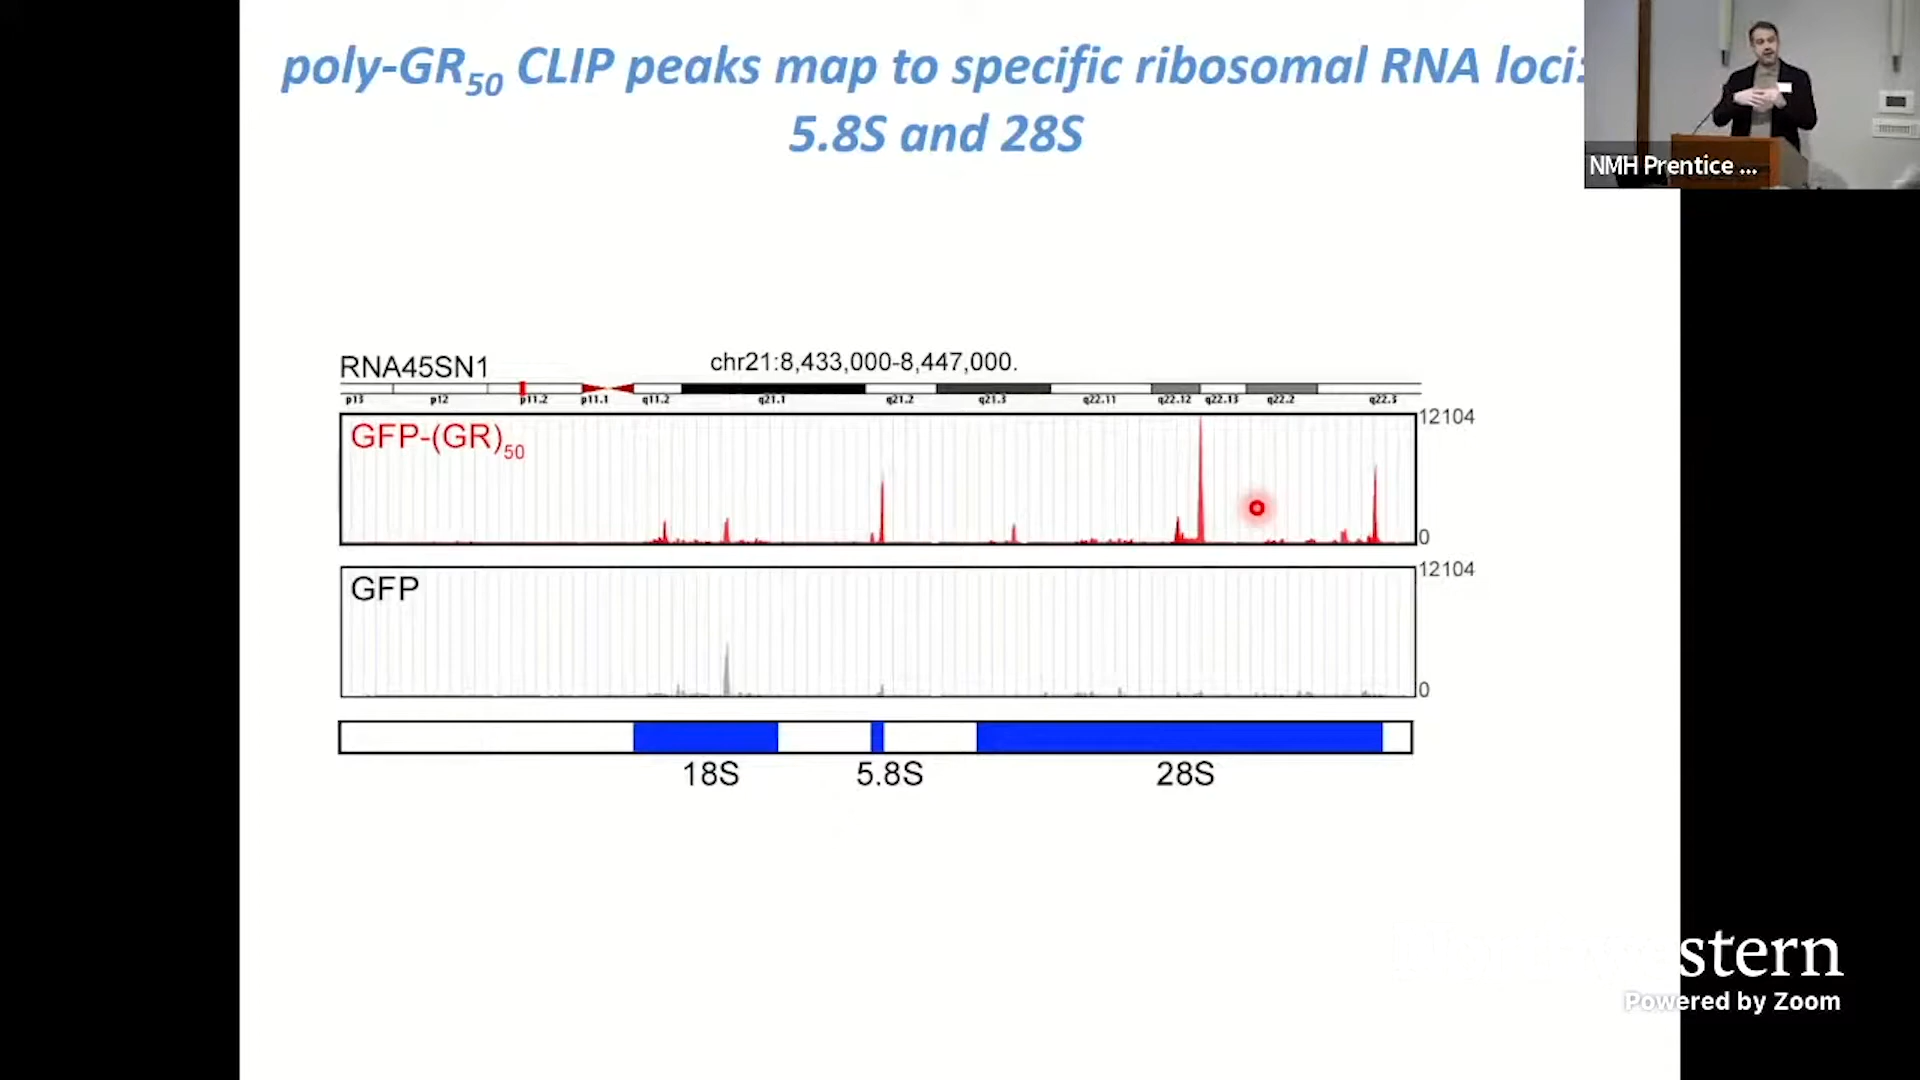 poly-GR50 CLIP peaks map to specific ribosomal RNA loci:
5.8S and 28S
NMH Prentice ...
RNA45SN1
chr21:8,433,000-8,447,000.
p13 p12 p11.2 p11.1 q11.2 q21.1 q21.2 q21.3 q22.11 q22.12 q22.13 q22.2 q22.3
GFP-(GR)50
12104
0
GFP
12104
0
18S 5.8S 28S
stern
Powered by Zoom